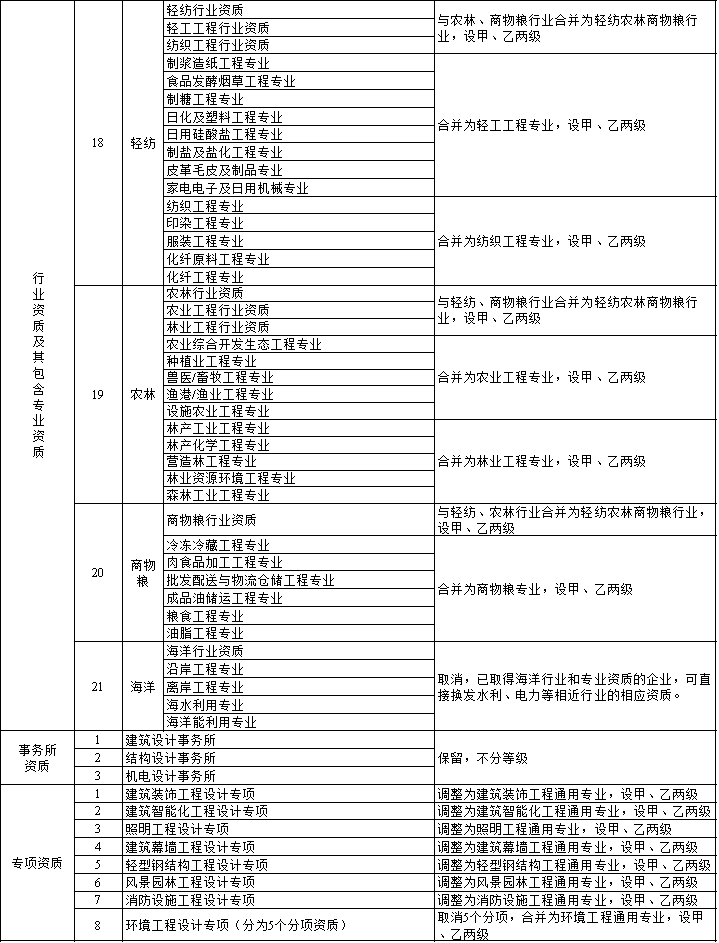 行业资质及其包含专业资质
18
轻纺
轻纺行业资质
轻工工程行业资质
纺织工程行业资质
与农林、商物粮行业合并为轻纺农林商物粮行
业，设甲、乙两级
制浆造纸工程专业
食品发酵烟草工程专业
制糖工程专业
日化及塑料工程专业
日用硅酸盐工程专业
制盐及盐化工程专业
皮革毛皮及制品专业
家电电子及日用机械专业
合并为轻工工程专业，设甲、乙两级
纺织工程专业
印染工程专业
服装工程专业
化纤原料工程专业
化纤工程专业
合并为纺织工程专业，设甲、乙两级
19
农林
农林行业资质
农业工程行业资质
林业工程行业资质
与轻纺、商物粮行业合并为轻纺农林商物粮行
业，设甲、乙两级
农业综合开发生态工程专业
种植业工程专业
兽医/畜牧工程专业
渔港/渔业工程专业
设施农业工程专业
合并为农业工程专业，设甲、乙两级
林产工业工程专业
林产化学工程专业
营造林工程专业
林业资源环境工程专业
森林工业工程专业
合并为林业工程专业，设甲、乙两级
20
商物
粮
商物粮行业资质
与轻纺、农林行业合并为轻纺农林商物粮行业，
设甲、乙两级
冷冻冷藏工程专业
肉食品加工工程专业
批发配送与物流仓储工程专业
成品油储运工程专业
粮食工程专业
油脂工程专业
合并为商物粮专业，设甲、乙两级
21
海洋
海洋行业资质
沿岸工程专业
离岸工程专业
海水利用专业
海洋能利用专业
取消，已取得海洋行业和专业资质的企业，可直
接换发水利、电力等相近行业的相应资质。
事务所
资质
1
建筑设计事务所
2
结构设计事务所
3
机电设计事务所
保留，不分等级
专项资质
1
建筑装饰工程设计专项
调整为建筑装饰工程通用专业，设甲、乙两级
2
建筑智能化工程设计专项
调整为建筑智能化工程通用专业，设甲、乙两级
3
照明工程设计专项
调整为照明工程通用专业，设甲、乙两级
4
建筑幕墙工程设计专项
调整为建筑幕墙工程通用专业，设甲、乙两级
5
轻型钢结构工程设计专项
调整为轻型钢结构工程通用专业，设甲、乙两级
6
风景园林工程设计专项
调整为风景园林工程通用专业，设甲、乙两级
7
消防设施工程设计专项
调整为消防设施工程通用专业，设甲、乙两级
8
环境工程设计专项（分为5个分项资质）
取消5个分项，合并为环境工程通用专业，设甲
、乙两级